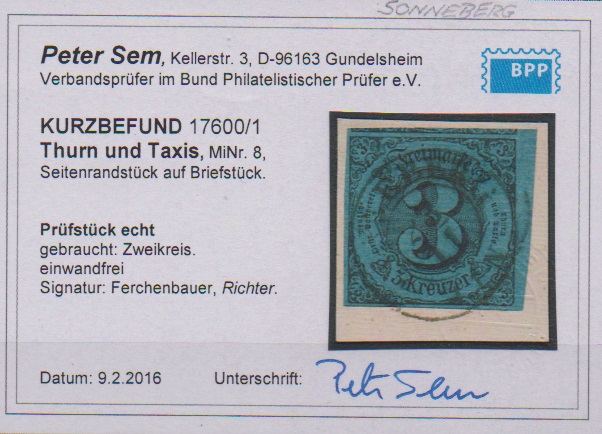 SONNEBERG
Peter Sem, Kellerstr. 3, D-96163 Gundelsheim
Verbandsprüfer im Bund Philatelistischer Prüfer e.V.
BPP
KURZBEFUND 17600/1
Thurn und Taxis, MiNr. 8,
Seitenrandstück auf Briefstück.
Freimarke
3
3 Kreuzer
Prüfstück echt
gebraucht: Zweikreis.
einwandfrei
Signatur: Ferchenbauer, Richter.
Datum: 9.2.2016
Unterschrift: Peter Sem